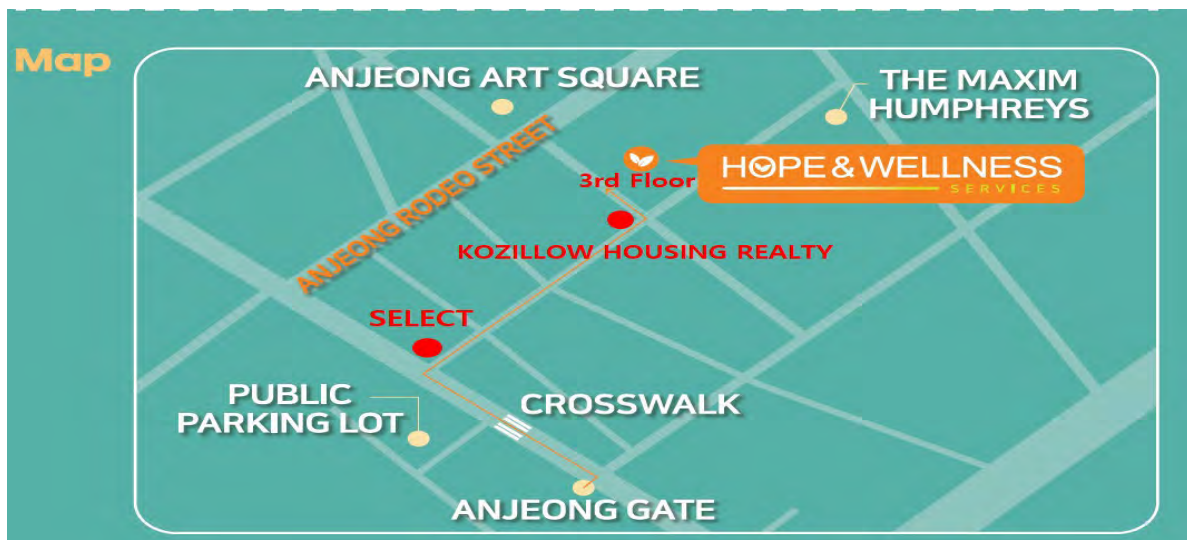 Map
ANJEONG ART SQUARE
THE MAXIM
HUMPHREYS
ANJEONG RODEO STREET
HOPE & WELLNESS
SERVICES
3rd Floor
KOZILLOW HOUSING REALTY
SELECT
PUBLIC
PARKING LOT
CROSSWALK
ANJEONG GATE